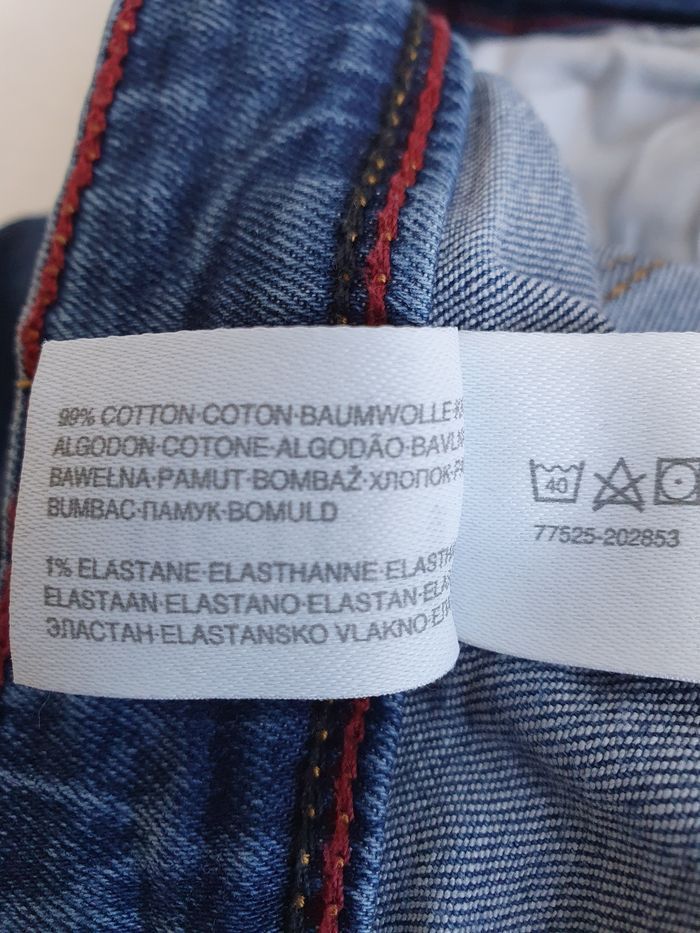 99% COTTON·COTON·BAUMWOLLE
ALGODON·COTONE·ALGODÃO·
BAWEŁNA·PAMUT·BOMBAŽ·ХЛОПОК·
BUMBAC·ПАМУК·BOMULD
1% ELASTANE·ELASTHANNE·
ELASTAAN·ELASTANO·ELASTAN·
ЭЛАСТАН·ELASTANSKO VLAKNO·
40
77525-202853